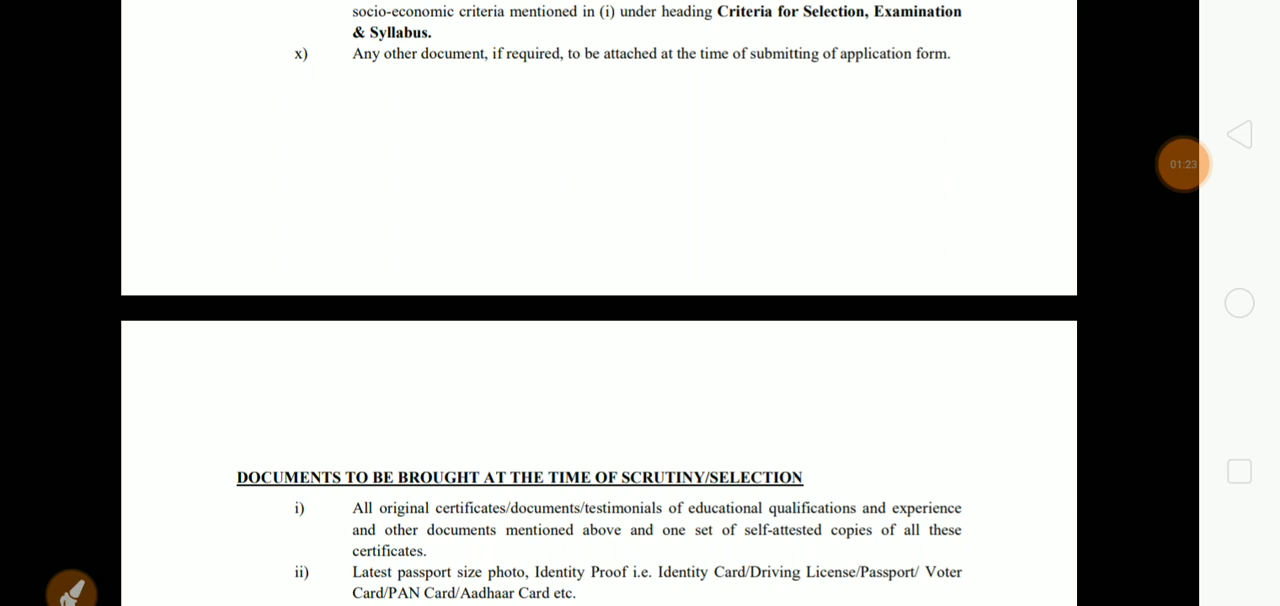 socio-economic criteria mentioned in (i) under heading Criteria for Selection, Examination
& Syllabus.
x) Any other document, if required, to be attached at the time of submitting of application form.
01:23
DOCUMENTS TO BE BROUGHT AT THE TIME OF SCRUTINY/SELECTION
i) All original certificates/documents/testimonials of educational qualifications and experience
and other documents mentioned above and one set of self-attested copies of all these
certificates.
ii) Latest passport size photo, Identity Proof i.e. Identity Card/Driving License/Passport/ Voter
Card/PAN Card/Aadhaar Card etc.